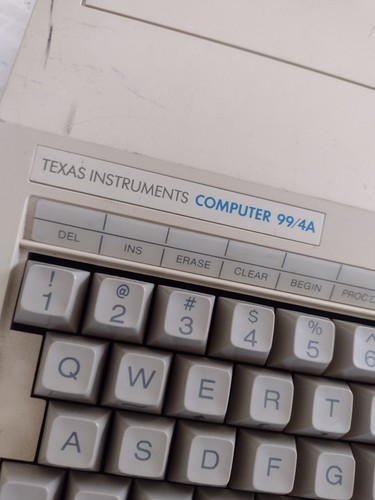 TEXAS INSTRUMENTS COMPUTER 99/4A
DEL INS ERASE CLEAR BEGIN PROC'D
! @ # $ % ^
1 2 3 4 5 6
Q W E R T
A S D F G